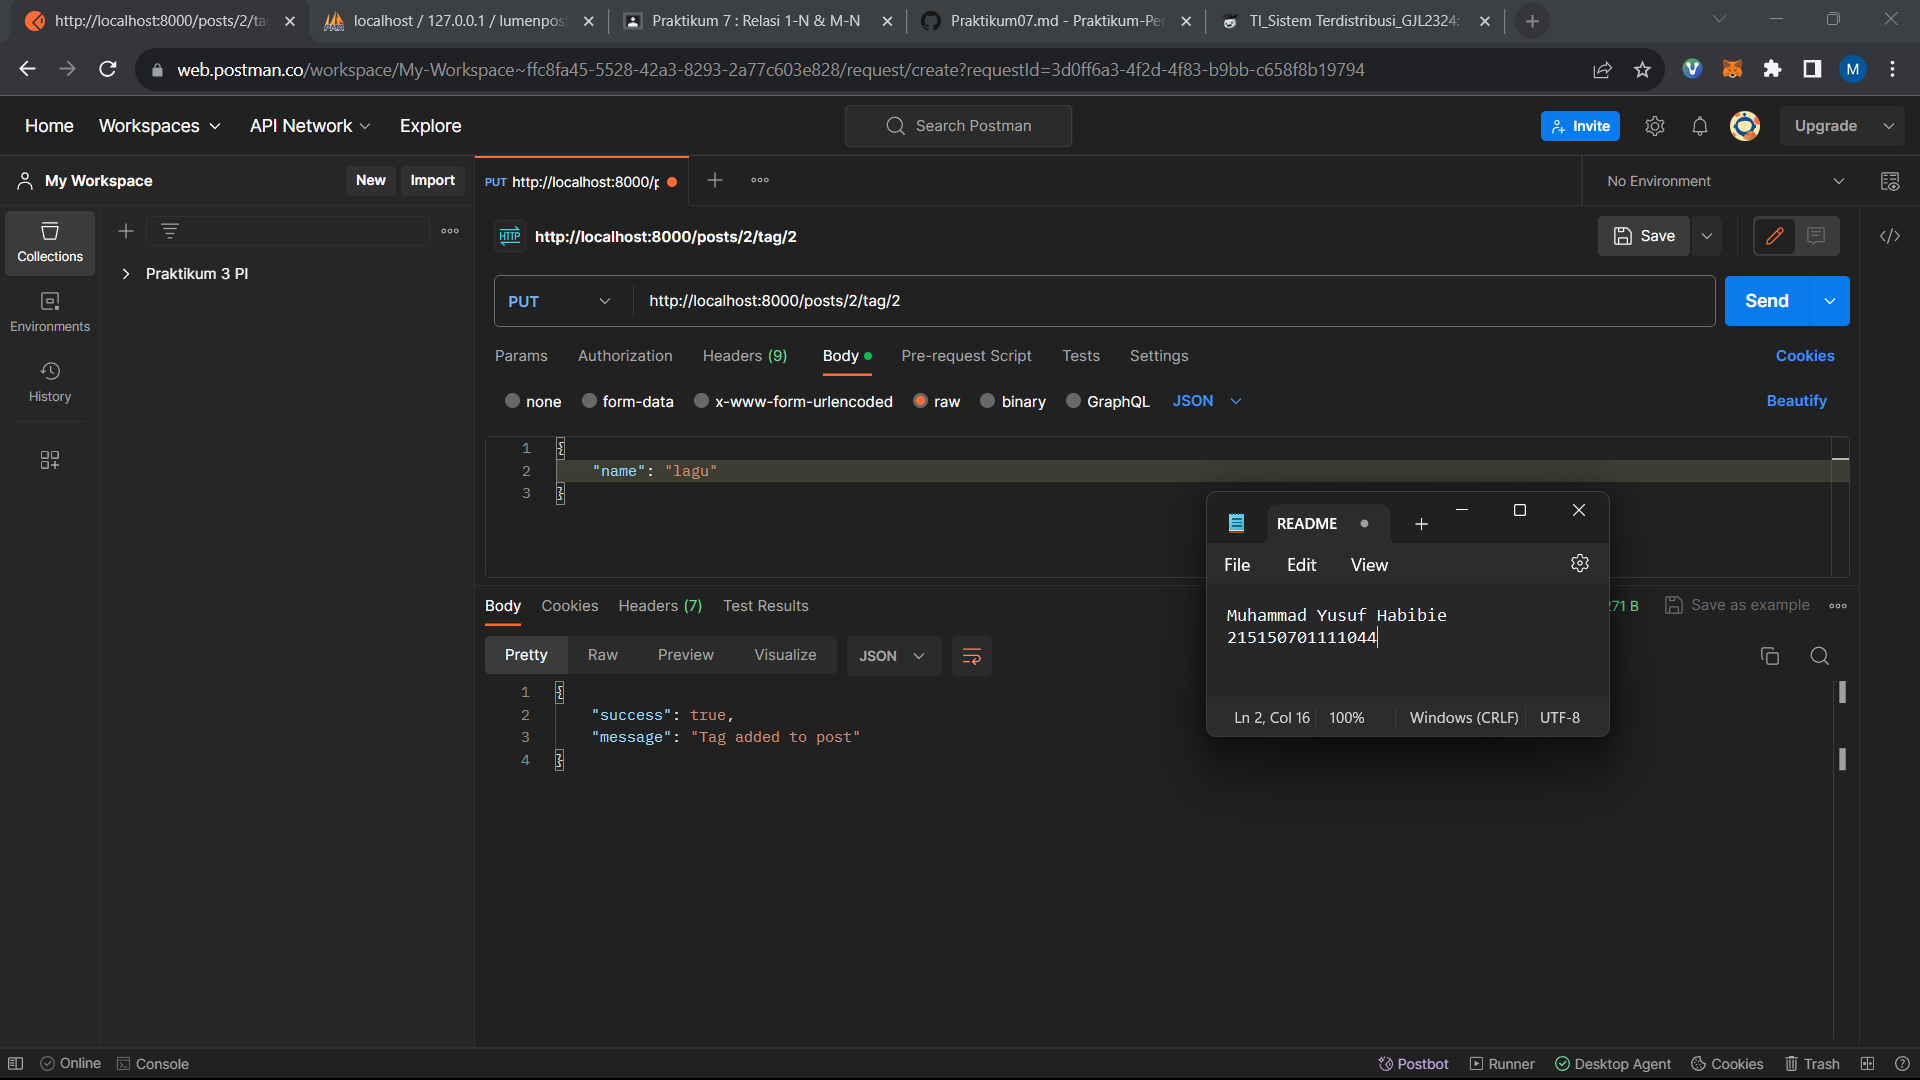 http://localhost:8000/posts/2/ta
localhost / 127.0.0.1 / lumenpos
Praktikum 7 : Relasi 1-N & M-N
Praktikum07.md - Praktikum-Pe
TI_Sistem Terdistribusi_GJL2324:
web.postman.co/workspace/My-Workspace~ffc8fa45-5528-42a3-8293-2a77c603e828/request/create?requestId=3d0ff6a3-4f2d-4f83-b9bb-c658f8b19794
M
Home
Workspaces
API Network
Explore
Search Postman
Invite
Upgrade
My Workspace
New
Import
PUT http://localhost:8000/p
No Environment
Collections
Praktikum 3 PI
Environments
History
HTTP
http://localhost:8000/posts/2/tag/2
Save
PUT
http://localhost:8000/posts/2/tag/2
Send
Params
Authorization
Headers (9)
Body
Pre-request Script
Tests
Settings
Cookies
none
form-data
x-www-form-urlencoded
raw
binary
GraphQL
JSON
Beautify
1 {
2 "name": "lagu"
3 }
README
File
Edit
View
Muhammad Yusuf Habibie
215150701111044
Ln 2, Col 16
100%
Windows (CRLF)
UTF-8
Body
Cookies
Headers (7)
Test Results
271 B
Save as example
Pretty
Raw
Preview
Visualize
JSON
1 {
2 "success": true,
3 "message": "Tag added to post"
4 }
Online
Console
Postbot
Runner
Desktop Agent
Cookies
Trash